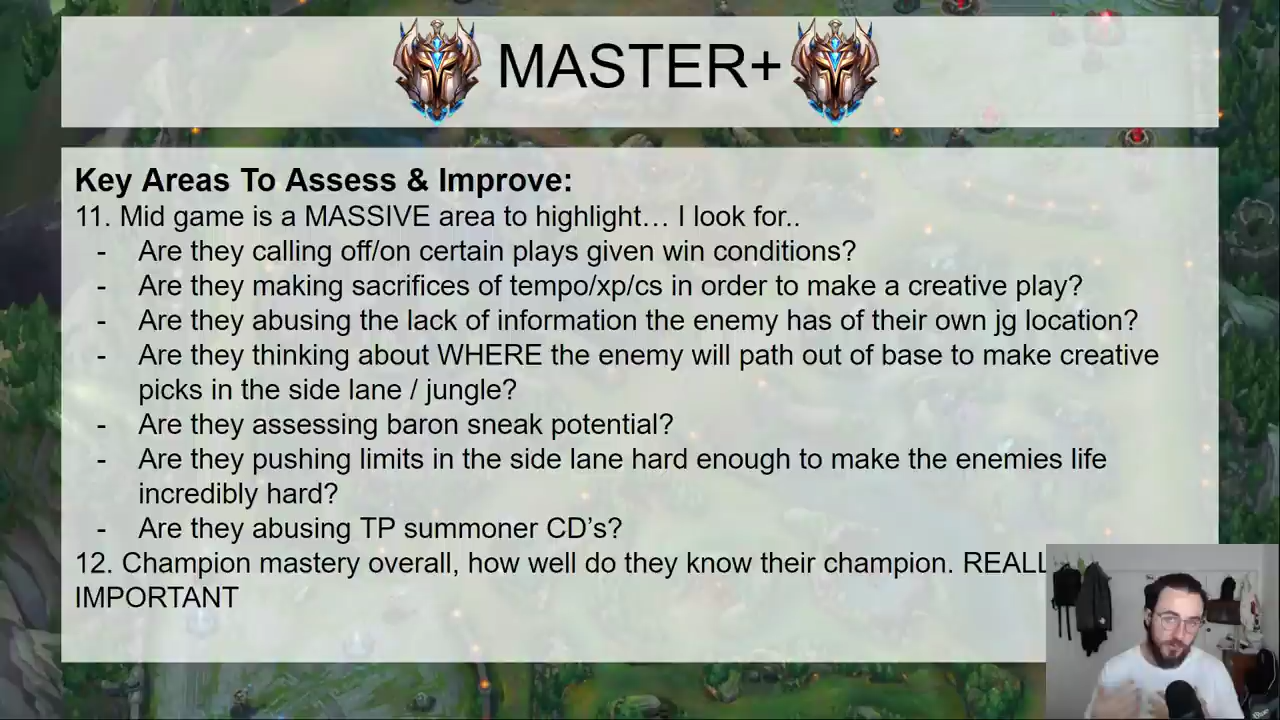 MASTER+
Key Areas To Assess & Improve:
11. Mid game is a MASSIVE area to highlight… I look for..
- Are they calling off/on certain plays given win conditions?
- Are they making sacrifices of tempo/xp/cs in order to make a creative play?
- Are they abusing the lack of information the enemy has of their own jg location?
- Are they thinking about WHERE the enemy will path out of base to make creative
picks in the side lane / jungle?
- Are they assessing baron sneak potential?
- Are they pushing limits in the side lane hard enough to make the enemies life
incredibly hard?
- Are they abusing TP summoner CD’s?
12. Champion mastery overall, how well do they know their champion. REALL
IMPORTANT